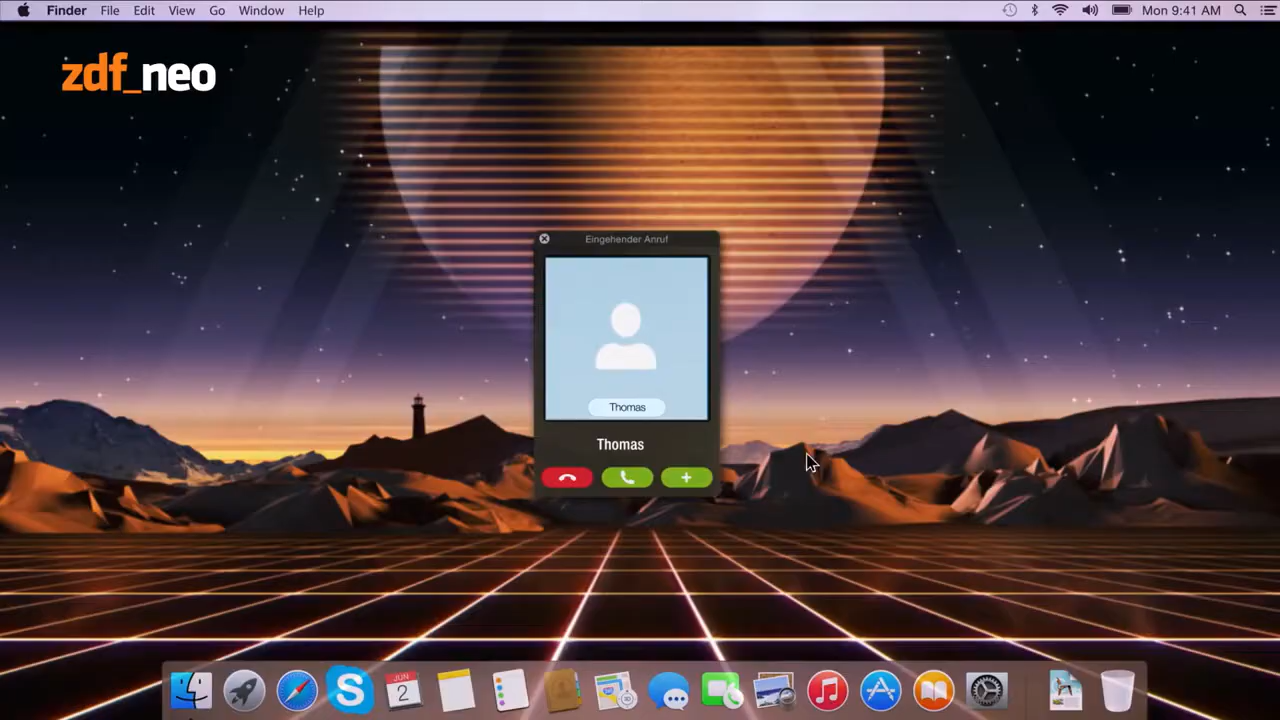 Finder File Edit View Go Window Help Mon 9:41 AM
zdf_neo
Eingehender Anruf
Thomas
Thomas
JUN
2